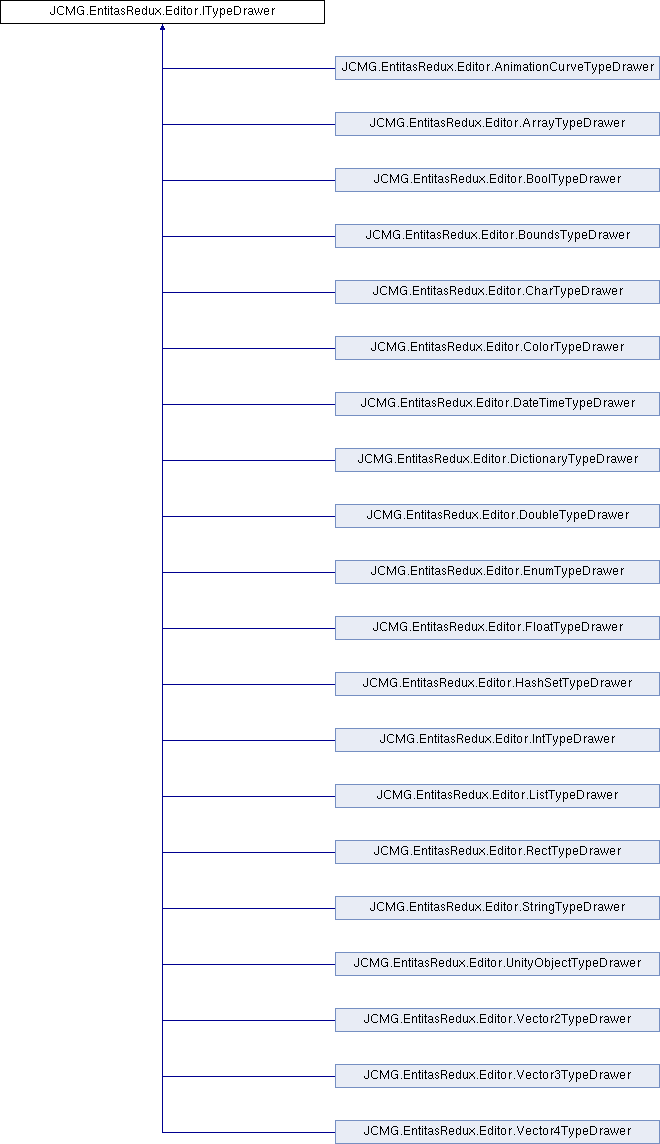 JCMG.EntitasRedux.Editor.ITypeDrawer
JCMG.EntitasRedux.Editor.AnimationCurveTypeDrawer
JCMG.EntitasRedux.Editor.ArrayTypeDrawer
JCMG.EntitasRedux.Editor.BoolTypeDrawer
JCMG.EntitasRedux.Editor.BoundsTypeDrawer
JCMG.EntitasRedux.Editor.CharTypeDrawer
JCMG.EntitasRedux.Editor.ColorTypeDrawer
JCMG.EntitasRedux.Editor.DateTimeTypeDrawer
JCMG.EntitasRedux.Editor.DictionaryTypeDrawer
JCMG.EntitasRedux.Editor.DoubleTypeDrawer
JCMG.EntitasRedux.Editor.EnumTypeDrawer
JCMG.EntitasRedux.Editor.FloatTypeDrawer
JCMG.EntitasRedux.Editor.HashSetTypeDrawer
JCMG.EntitasRedux.Editor.IntTypeDrawer
JCMG.EntitasRedux.Editor.ListTypeDrawer
JCMG.EntitasRedux.Editor.RectTypeDrawer
JCMG.EntitasRedux.Editor.StringTypeDrawer
JCMG.EntitasRedux.Editor.UnityObjectTypeDrawer
JCMG.EntitasRedux.Editor.Vector2TypeDrawer
JCMG.EntitasRedux.Editor.Vector3TypeDrawer
JCMG.EntitasRedux.Editor.Vector4TypeDrawer